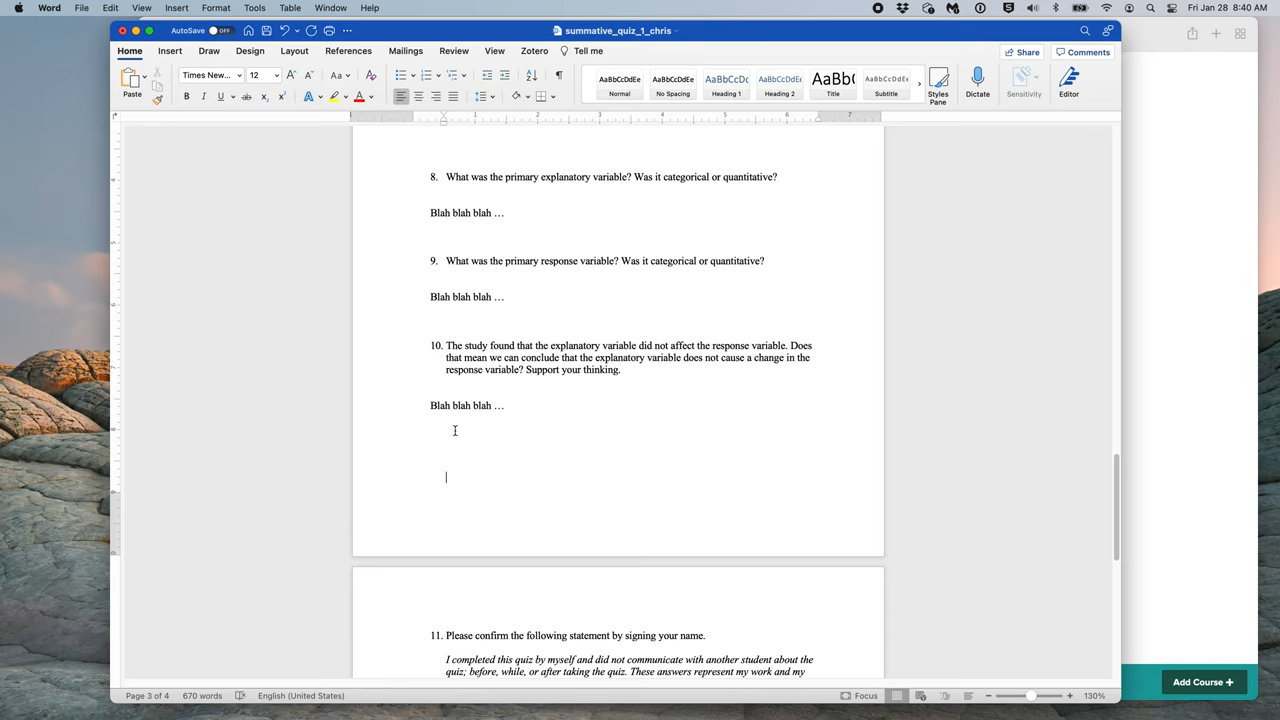 Word File Edit View Insert Format Tools Table Window Help
Fri Jan 28 8:40 AM
AutoSave OFF
summative_quiz_1_chris
Home Insert Draw Design Layout References Mailings Review View Zotero Tell me
Share Comments
Times New... 12
Paste
AaBbCcDdEe AaBbCcDdEe AaBbCcDc AaBbCcDdEe AaBb( AaBbCcDdEe
Normal No Spacing Heading 1 Heading 2 Title Subtitle
Styles Pane
Dictate
Sensitivity
Editor
1 1 2 3 4 5 6 7
8. What was the primary explanatory variable? Was it categorical or quantitative?
Blah blah blah …
9. What was the primary response variable? Was it categorical or quantitative?
Blah blah blah …
10. The study found that the explanatory variable did not affect the response variable. Does
that mean we can conclude that the explanatory variable does not cause a change in the
response variable? Support your thinking.
Blah blah blah …
11. Please confirm the following statement by signing your name.
I completed this quiz by myself and did not communicate with another student about the
quiz; before, while, or after taking the quiz. These answers represent my work and my
Page 3 of 4 670 words English (United States)
Focus
130%
Add Course +